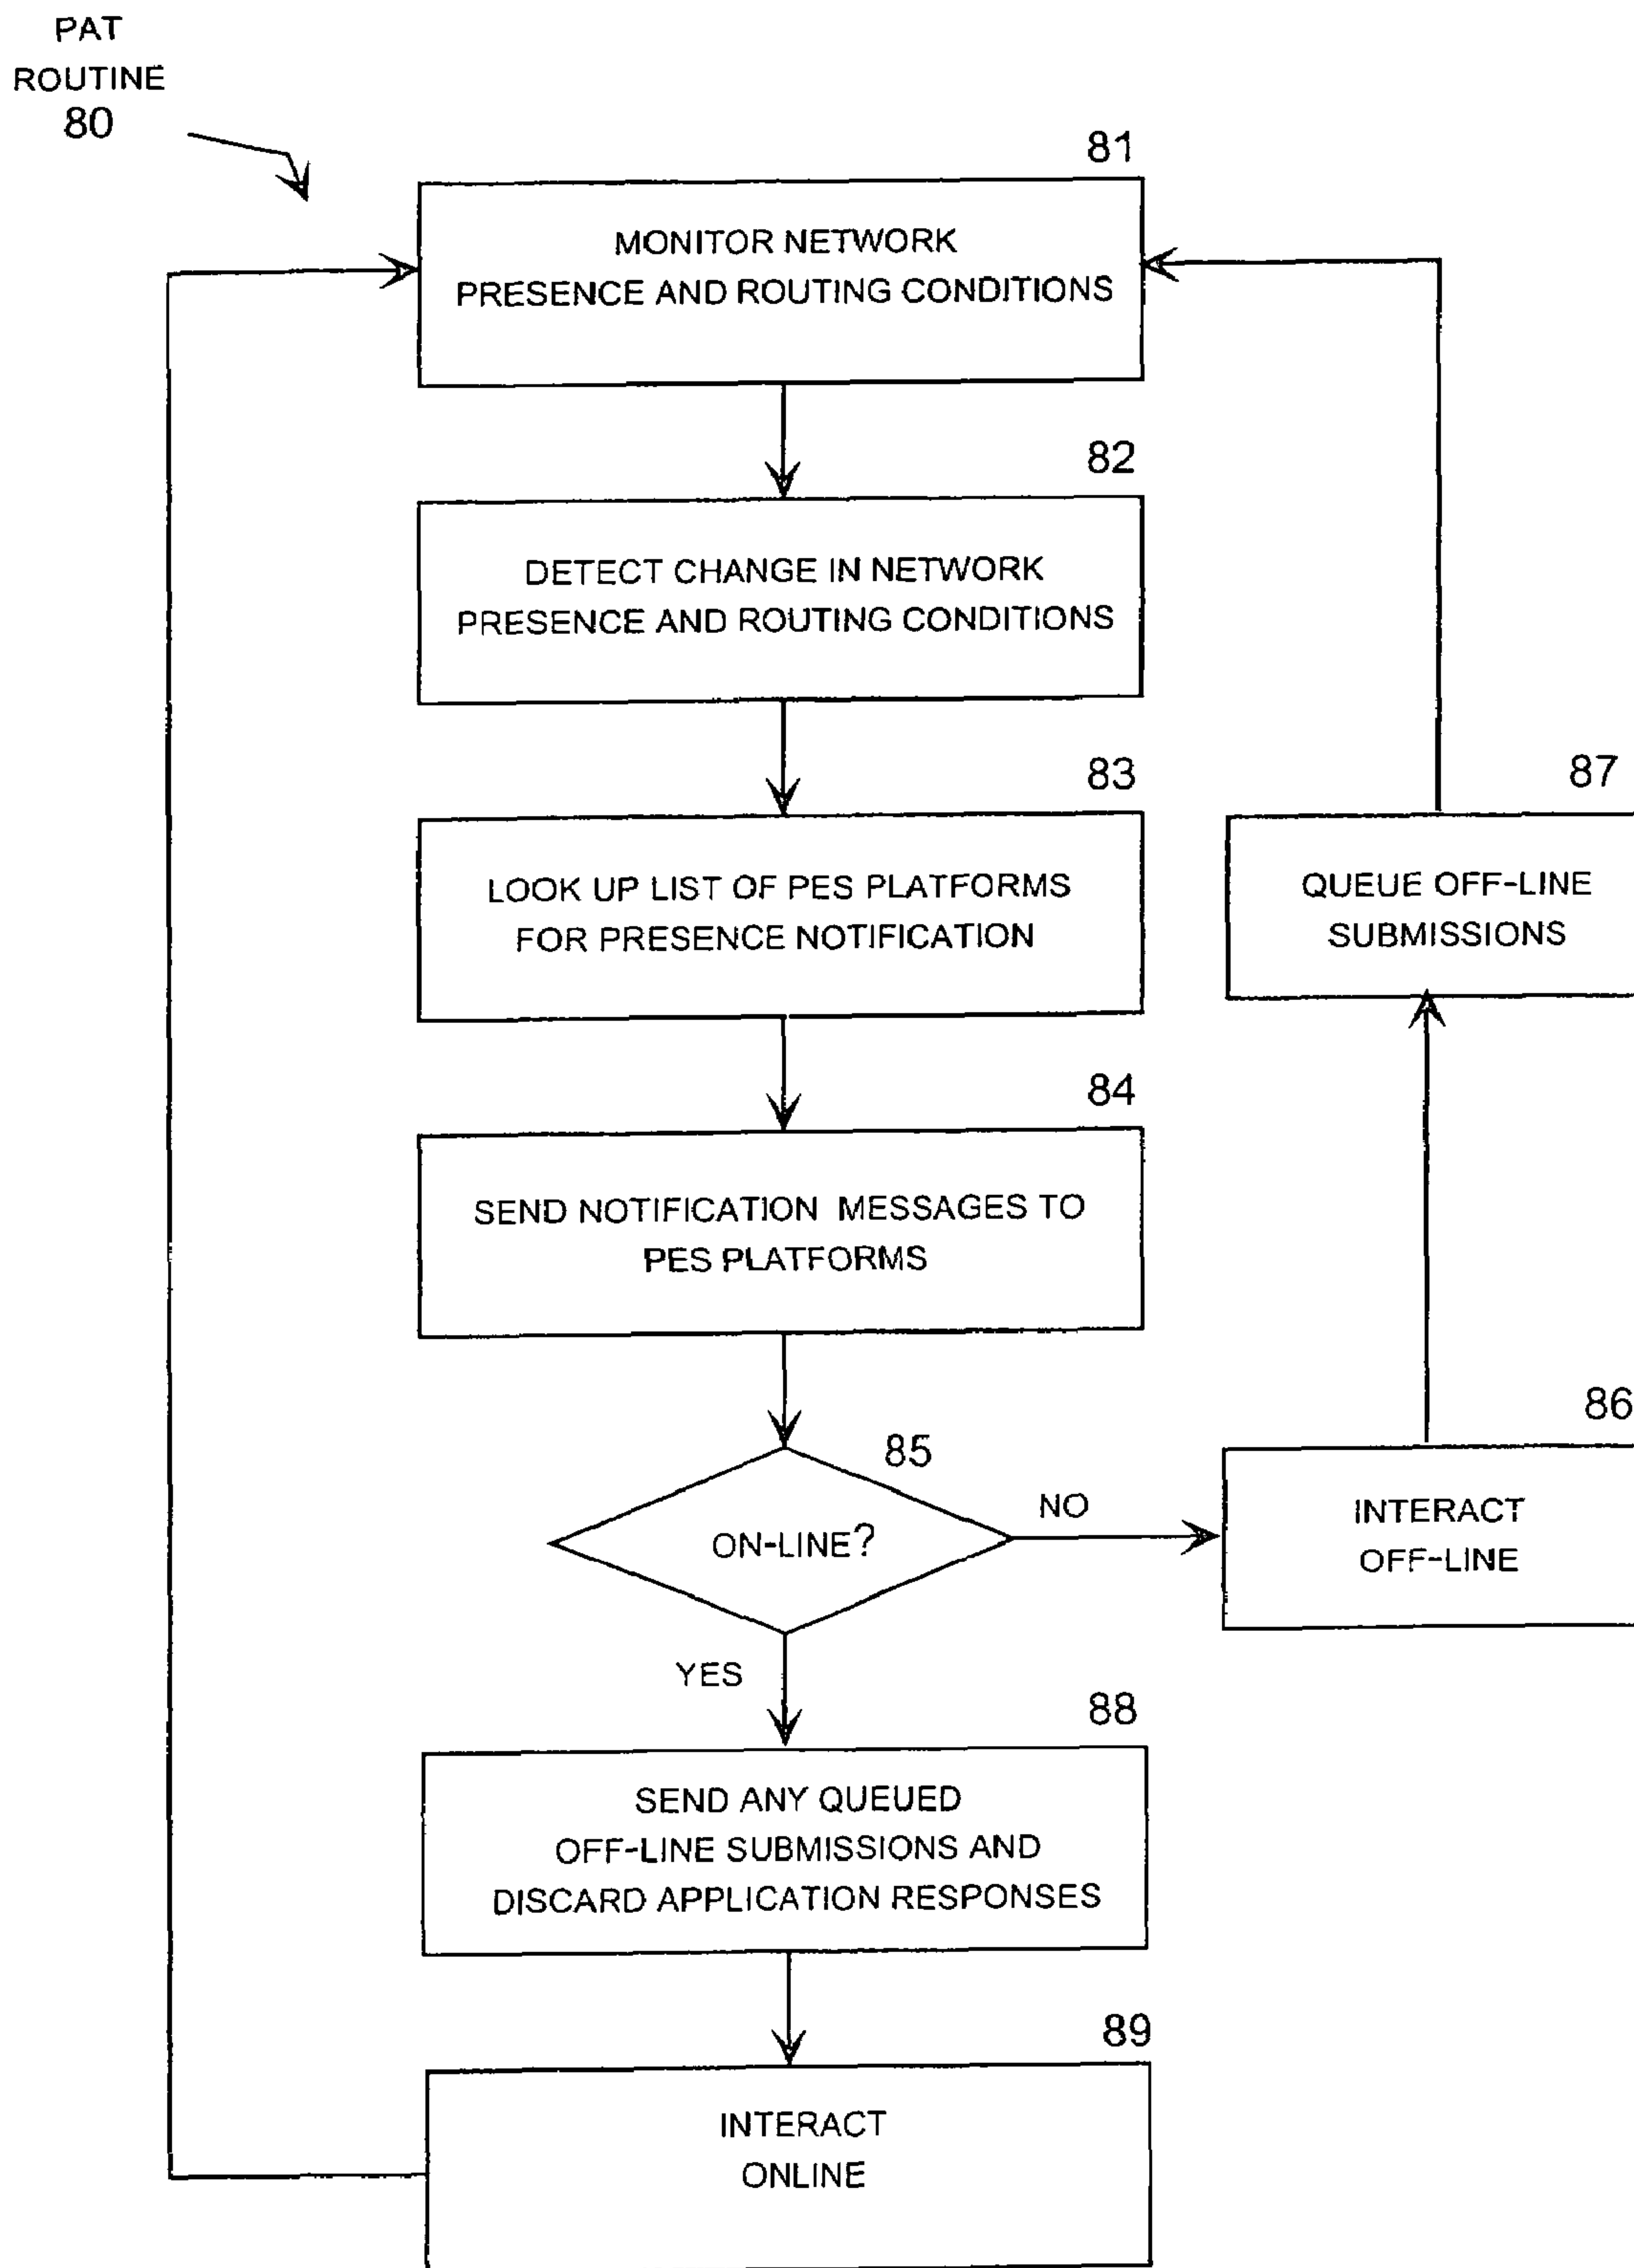 PAT
ROUTINE
80
81
MONITOR NETWORK
PRESENCE AND ROUTING CONDITIONS
82
DETECT CHANGE IN NETWORK
PRESENCE AND ROUTING CONDITIONS
83
LOOK UP LIST OF PES PLATFORMS
FOR PRESENCE NOTIFICATION
87
QUEUE OFF-LINE
SUBMISSIONS
84
SEND NOTIFICATION MESSAGES TO
PES PLATFORMS
85
ON-LINE?
NO
86
INTERACT
OFF-LINE
YES
88
SEND ANY QUEUED
OFF-LINE SUBMISSIONS AND
DISCARD APPLICATION RESPONSES
89
INTERACT
ONLINE